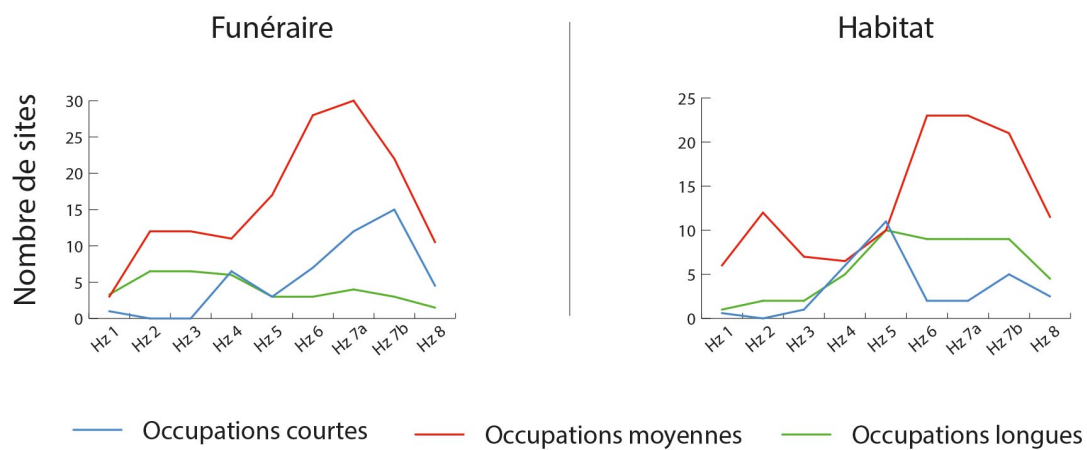 Funéraire
Habitat
Nombre de sites
30
25
20
15
10
5
0
Hz 1
Hz 2
Hz 3
Hz 4
Hz 5
Hz 6
Hz 7a
Hz 7b
Hz 8
25
20
15
10
5
0
Hz 1
Hz 2
Hz 3
Hz 4
Hz 5
Hz 6
Hz 7a
Hz 7b
Hz 8
Occupations courtes
Occupations moyennes
Occupations longues